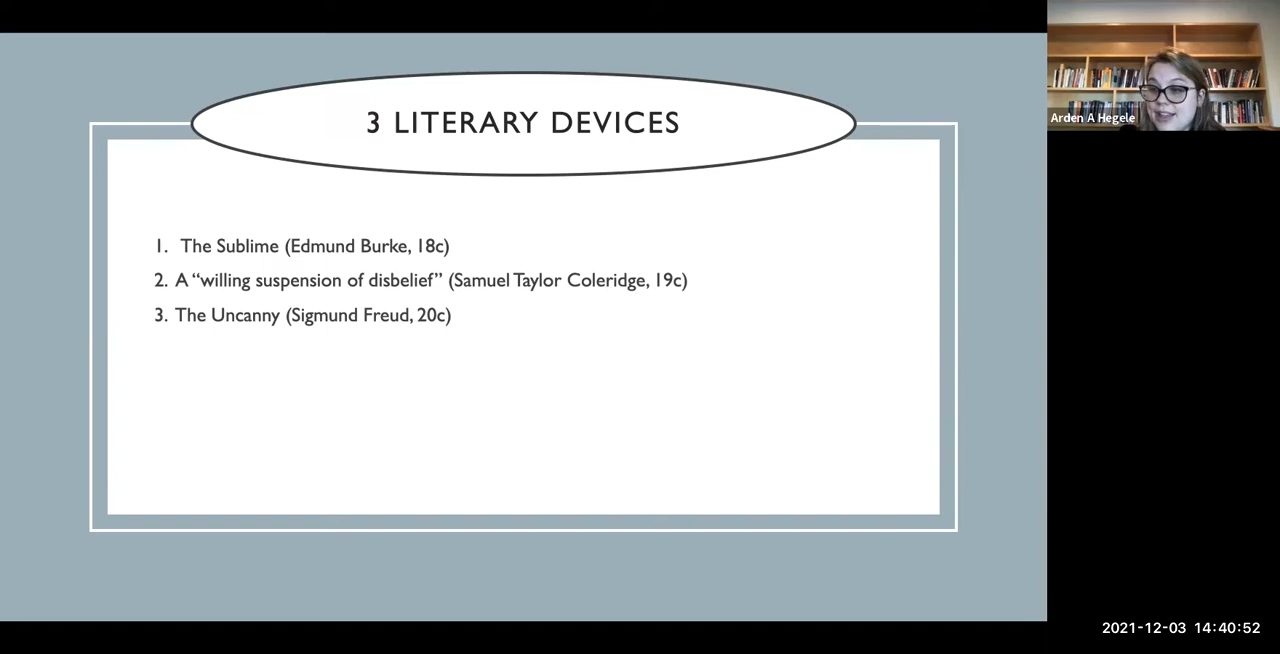 3 LITERARY DEVICES
Arden A Hegele
1. The Sublime (Edmund Burke, 18c)
2. A “willing suspension of disbelief” (Samuel Taylor Coleridge, 19c)
3. The Uncanny (Sigmund Freud, 20c)
2021-12-03 14:40:52